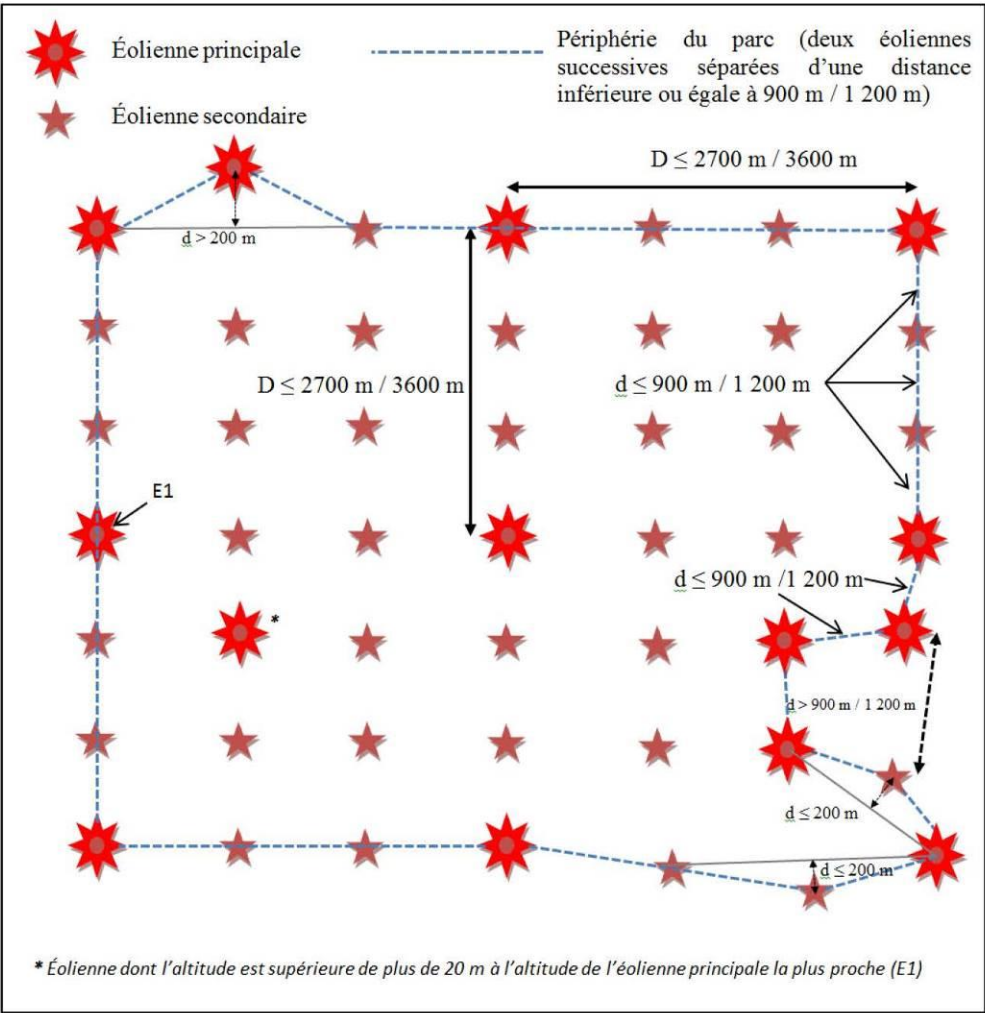 Éolienne principale
Éolienne secondaire
Périphérie du parc (deux éoliennes
successives séparées d'une distance
inférieure ou égale à 900 m / 1 200 m)
D ≤ 2700 m / 3600 m
d > 200 m
D ≤ 2700 m / 3600 m
d ≤ 900 m / 1 200 m
E1
d ≤ 900 m /1 200 m
*
d > 900 m / 1 200 m
d ≤ 200 m
d ≤ 200 m
* Éolienne dont l'altitude est supérieure de plus de 20 m à l'altitude de l'éolienne principale la plus proche (E1)